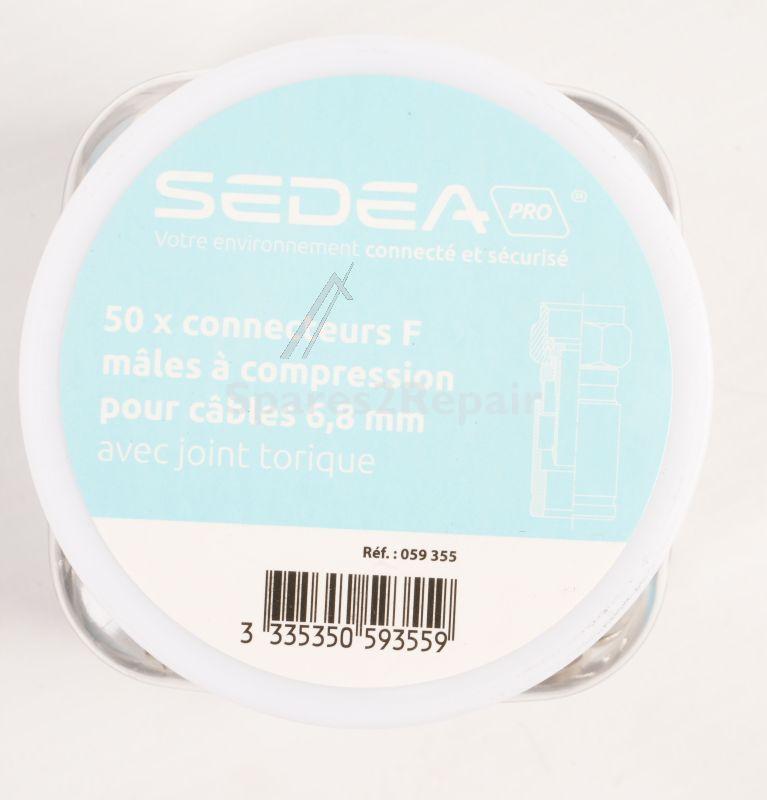 SEDEA PRO ®
Votre environnement connecté et sécurisé
50 x connecteurs F
mâles à compression
pour câbles 6,8 mm
avec joint torique
Spares2Repair
Réf. : 059 355
3 335350 593559